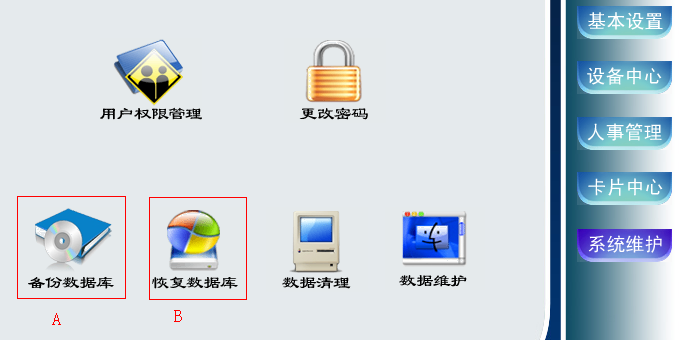 用户权限管理
更改密码
备份数据库
恢复数据库
数据清理
数据维护
A
B
基本设置
设备中心
人事管理
卡片中心
系统维护